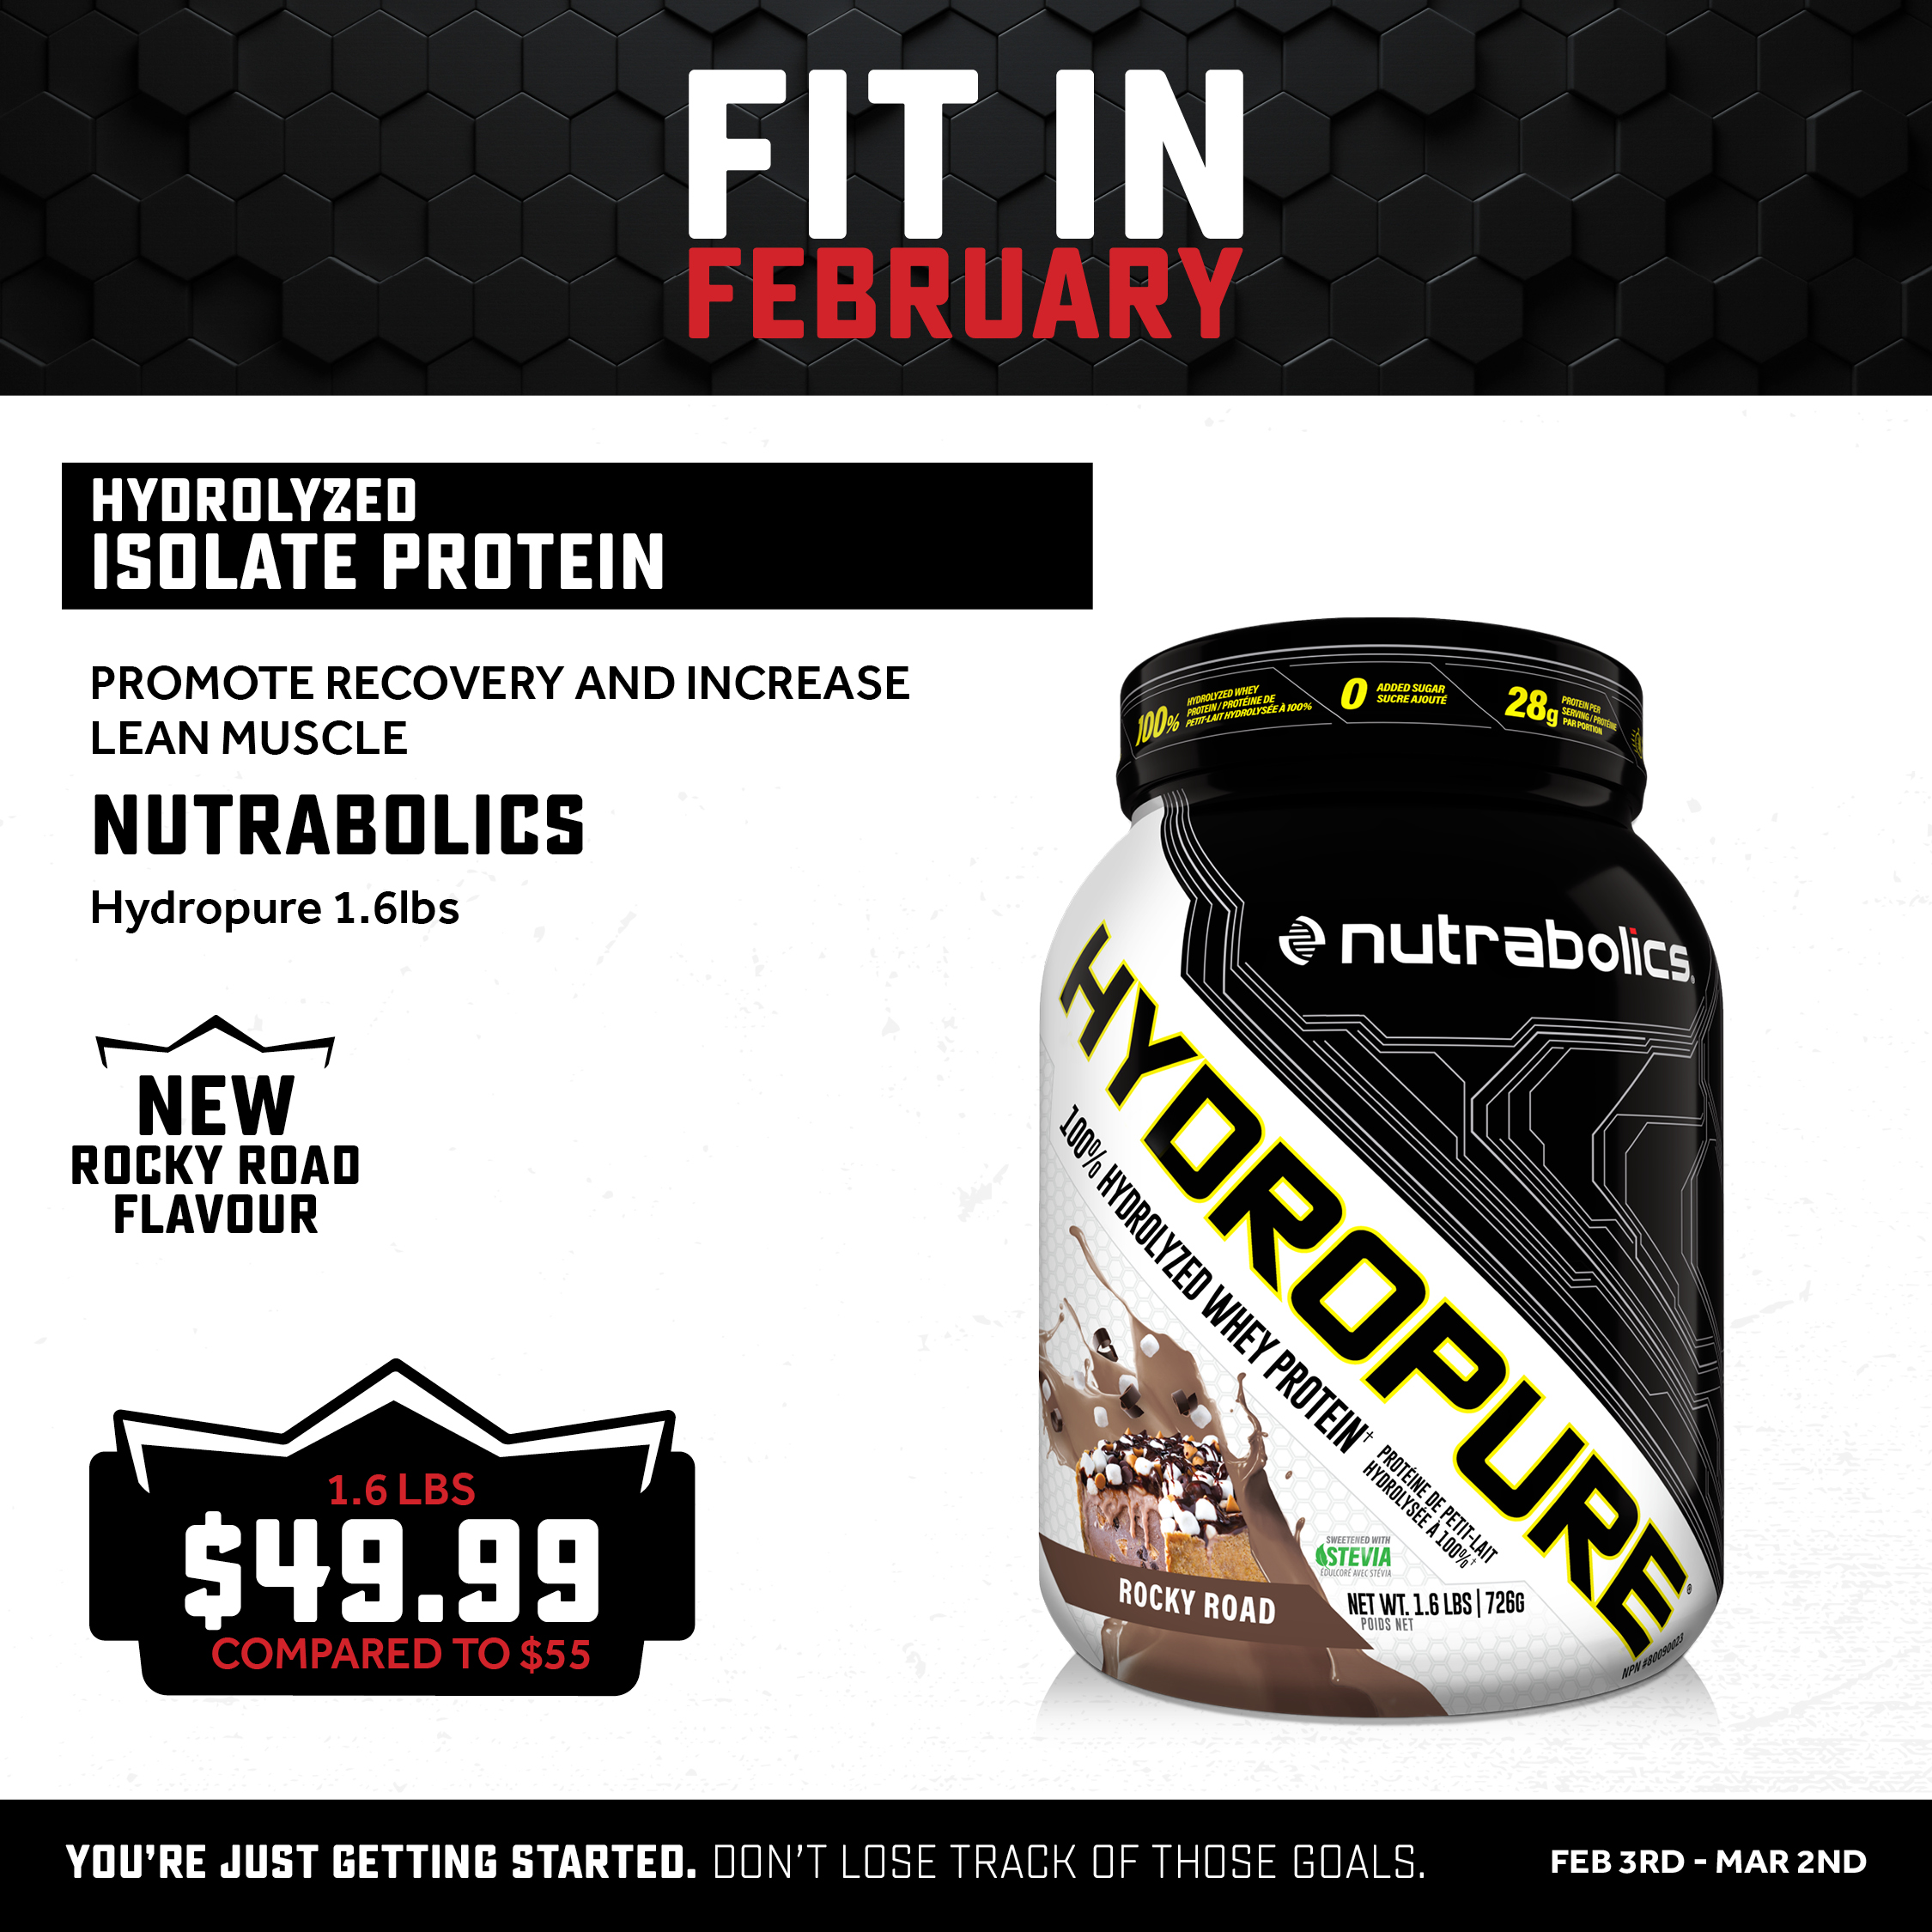 FIT IN
FEBRUARY
HYDROLYZED
ISOLATE PROTEIN
PROMOTE RECOVERY AND INCREASE
LEAN MUSCLE
NUTRABOLICS
Hydropure 1.6lbs
NEW
ROCKY ROAD
FLAVOUR
1.6 LBS
$49.99
COMPARED TO $55
100%
HYDROLYZED WHEY
PROTEIN / PROTÉINE DE
PETIT-LAIT HYDROLYSÉE À 100%
0
ADDED SUGAR
SUCRE AJOUTÉ
28g
PROTEIN PER
SERVING / PROTÉINE
PAR PORTION
nutrabolics®
HYDROPURE®
100% HYDROLYZED WHEY PROTEIN†
PROTÉINE DE PETIT-LAIT
HYDROLYSÉE À 100%†
SWEETENED WITH
STEVIA
ÉDULCORÉ AVEC STÉVIA
ROCKY ROAD
NET WT. 1.6 LBS | 726G
POIDS NET
NPN #80090023
YOU'RE JUST GETTING STARTED. DON'T LOSE TRACK OF THOSE GOALS.
FEB 3RD - MAR 2ND